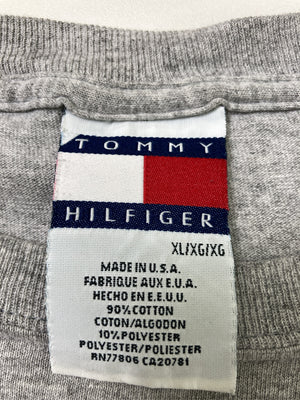 TOMMY
HILFIGER
XL/XG/XG
MADE IN U.S.A.
FABRIQUE AUX E.U.A.
HECHO EN E.E.U.U.
90% COTTON
COTON/ALGODON
10% POLYESTER
POLYESTER/POLIESTER
RN77806 CA20781